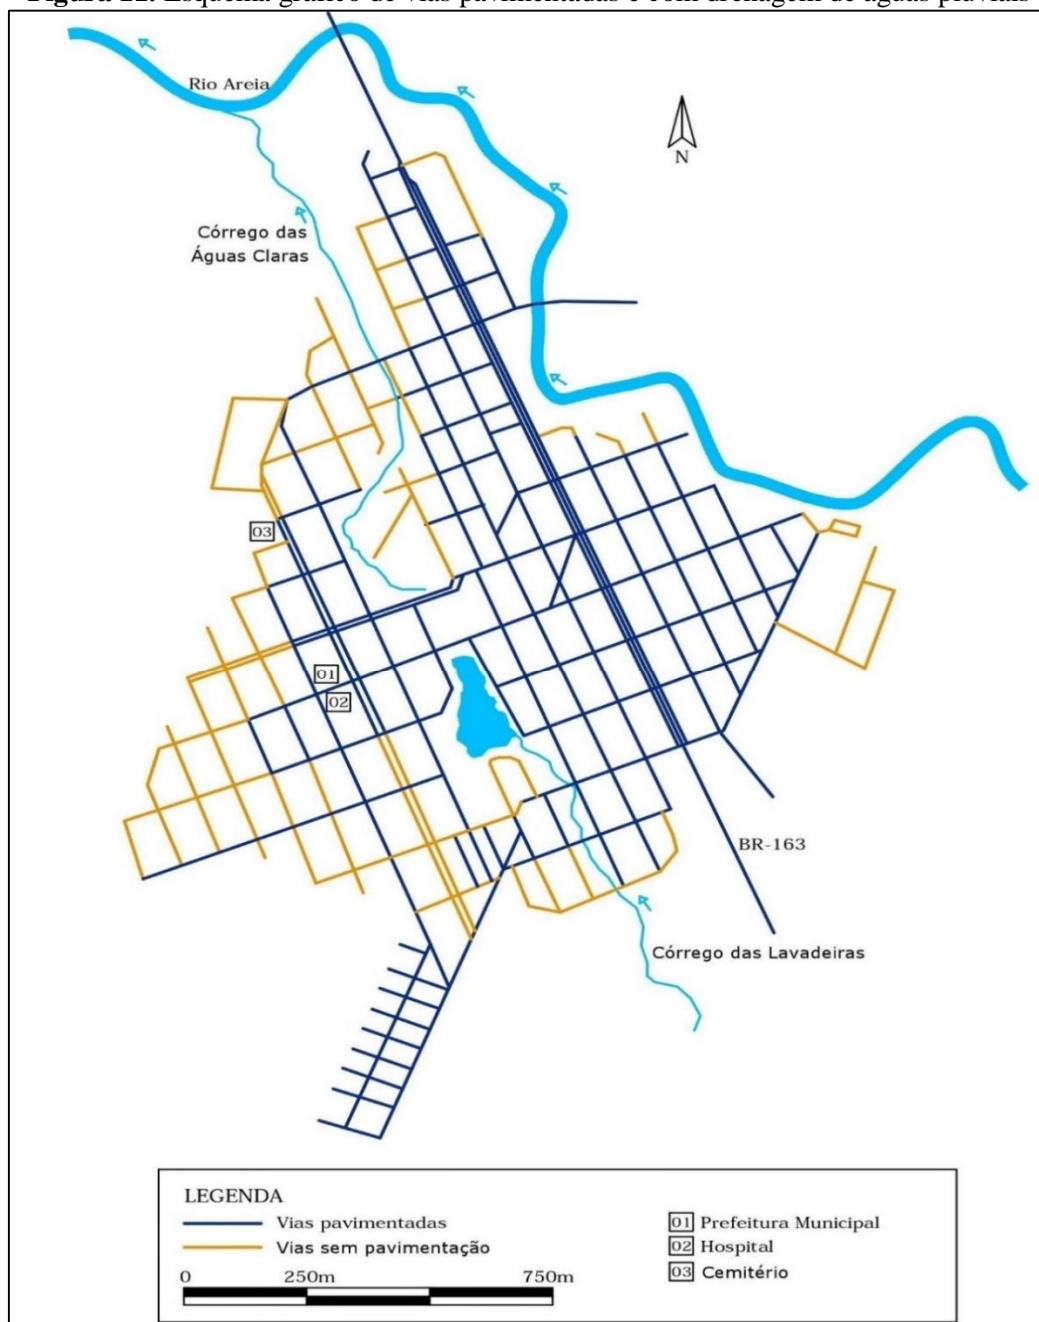 Figura 11. Esquema gráfico de vias pavimentadas e com drenagem de águas pluviais
Rio Areia
N
Córrego das
Águas Claras
03
01
02
BR-163
Córrego das Lavadeiras
LEGENDA
Vias pavimentadas
Vias sem pavimentação
0 250m 750m
01 Prefeitura Municipal
02 Hospital
03 Cemitério